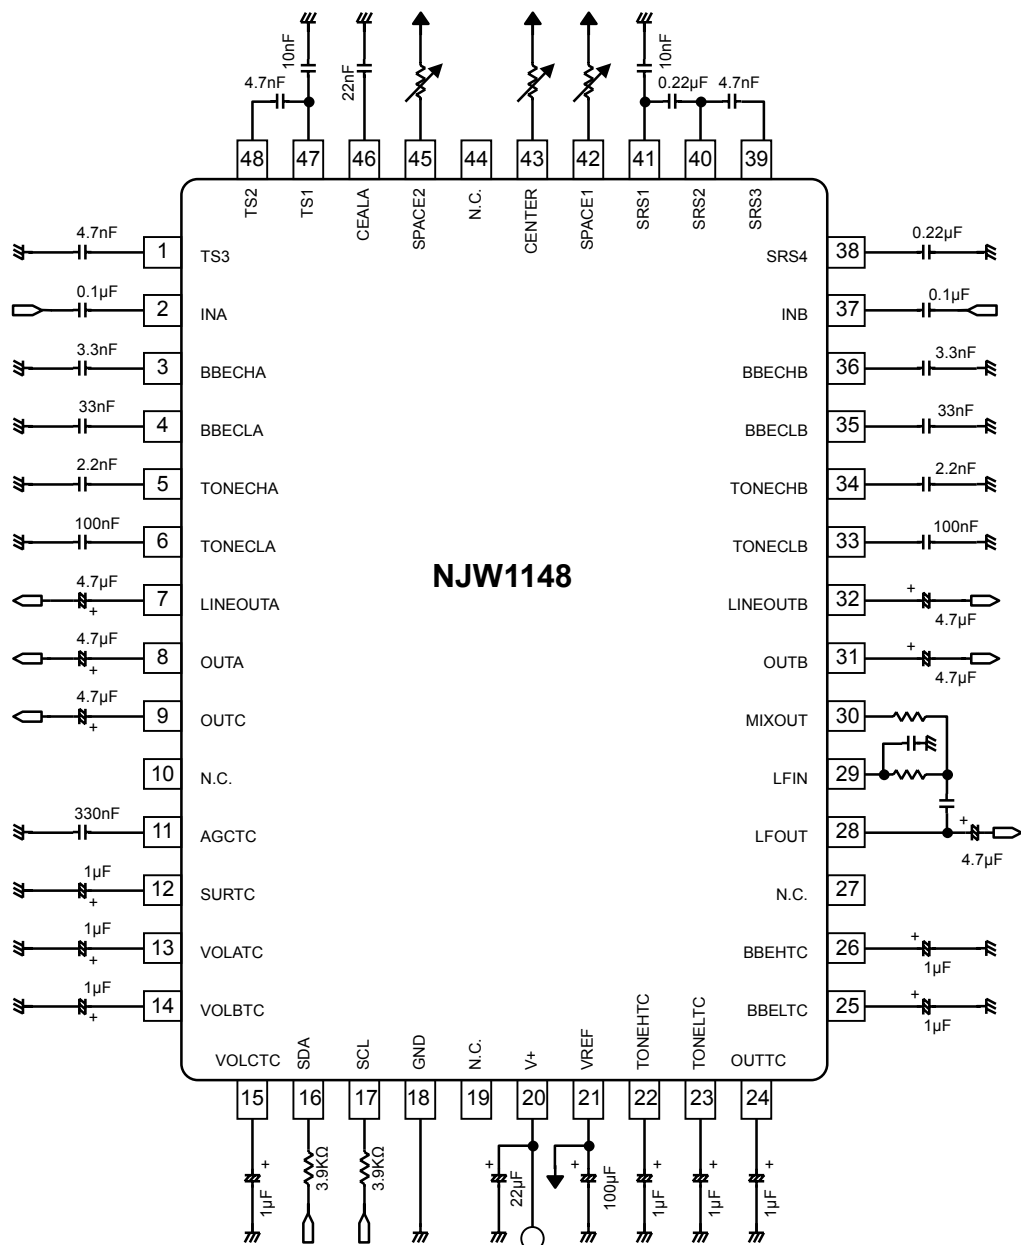 10nF
22nF
10nF
4.7nF
0.22µF
4.7nF
48
47
46
45
44
43
42
41
40
39
TS2
TS1
CEALA
SPACE2
N.C.
CENTER
SPACE1
SRS1
SRS2
SRS3
4.7nF
1
TS3
SRS4
38
0.22µF
0.1µF
2
INA
INB
37
0.1µF
3.3nF
3
BBECHA
BBECHB
36
3.3nF
33nF
4
BBECLA
BBECLB
35
33nF
2.2nF
5
TONECHA
TONECHB
34
2.2nF
100nF
6
TONECLA
TONECLB
33
100nF
NJW1148
4.7µF
+
7
LINEOUTA
LINEOUTB
32
+
4.7µF
4.7µF
+
8
OUTA
OUTB
31
+
4.7µF
4.7µF
+
9
OUTC
MIXOUT
30
10
N.C.
LFIN
29
330nF
11
AGCTC
LFOUT
28
+
4.7µF
1µF
+
12
SURTC
N.C.
27
1µF
+
13
VOLATC
BBEHTC
26
+
1µF
1µF
+
14
VOLBTC
BBELTC
25
+
1µF
VOLCTC
SDA
SCL
GND
N.C.
V+
VREF
TONEHTC
TONELTC
OUTTC
15
16
17
18
19
20
21
22
23
24
+
1µF
3.9KΩ
3.9KΩ
+
22µF
+
100µF
+
1µF
+
1µF
+
1µF